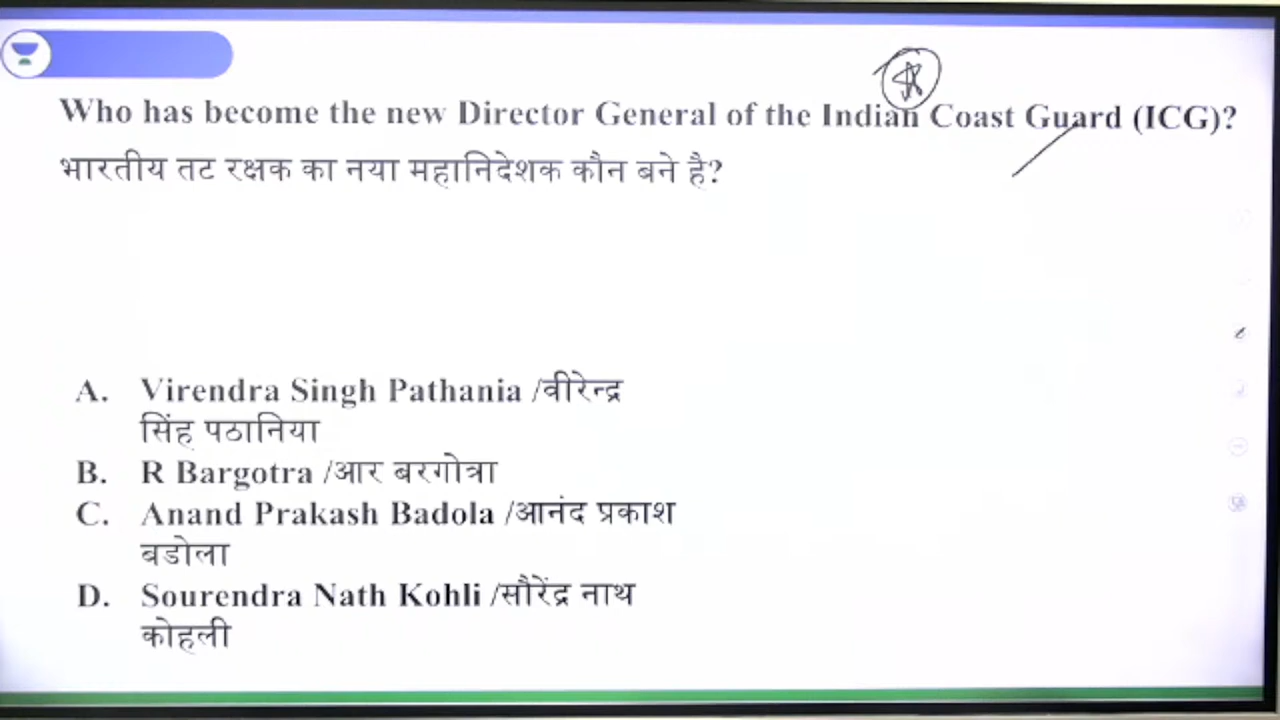 Who has become the new Director General of the Indian Coast Guard (ICG)?
भारतीय तट रक्षक का नया महानिदेशक कौन बने है?
A. Virendra Singh Pathania /वीरेन्द्र
सिंह पठानिया
B. R Bargotra /आर बरगोत्रा
C. Anand Prakash Badola /आनंद प्रकाश
बडोला
D. Sourendra Nath Kohli /सौरेंद्र नाथ
कोहली